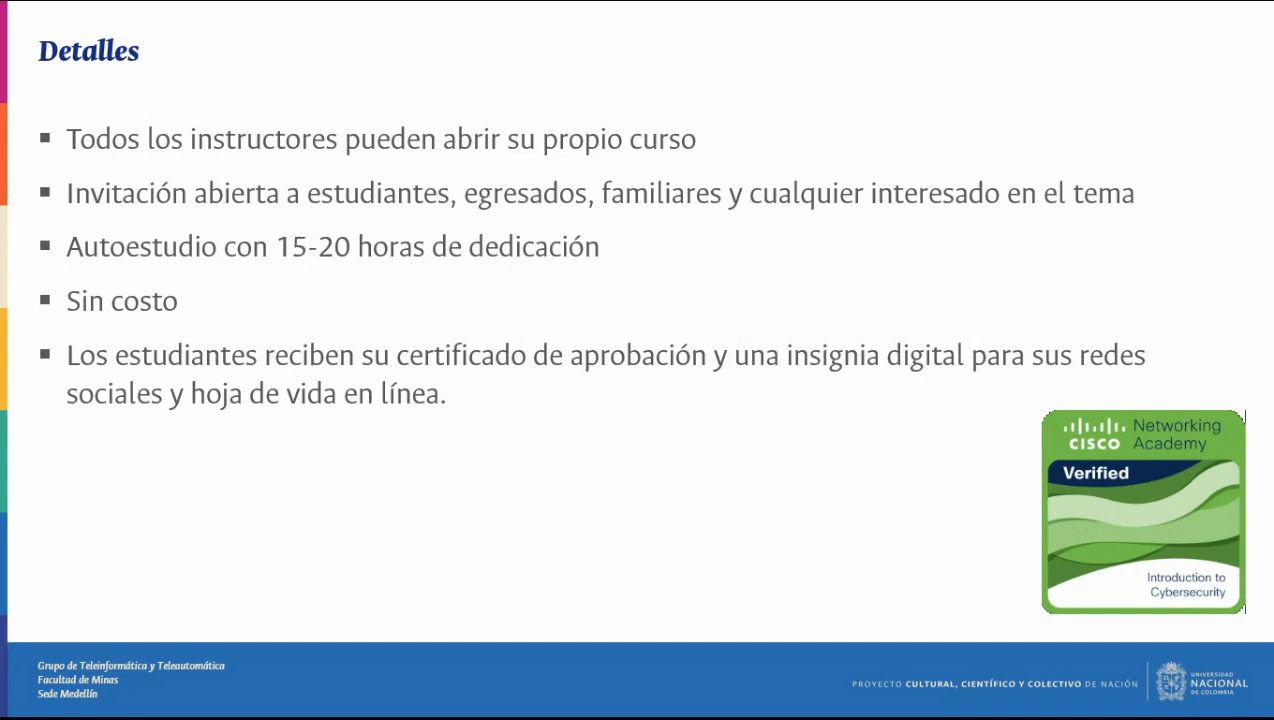 Detalles
▪ Todos los instructores pueden abrir su propio curso
▪ Invitación abierta a estudiantes, egresados, familiares y cualquier interesado en el tema
▪ Autoestudio con 15-20 horas de dedicación
▪ Sin costo
▪ Los estudiantes reciben su certificado de aprobación y una insignia digital para sus redes
sociales y hoja de vida en línea.
CISCO Networking
Academy
Verified
Introduction to
Cybersecurity
Grupo de Teleinformática y Teleautomática
Facultad de Minas
Sede Medellín
PROYECTO CULTURAL, CIENTÍFICO Y COLECTIVO DE NACIÓN
UNIVERSIDAD
NACIONAL
DE COLOMBIA